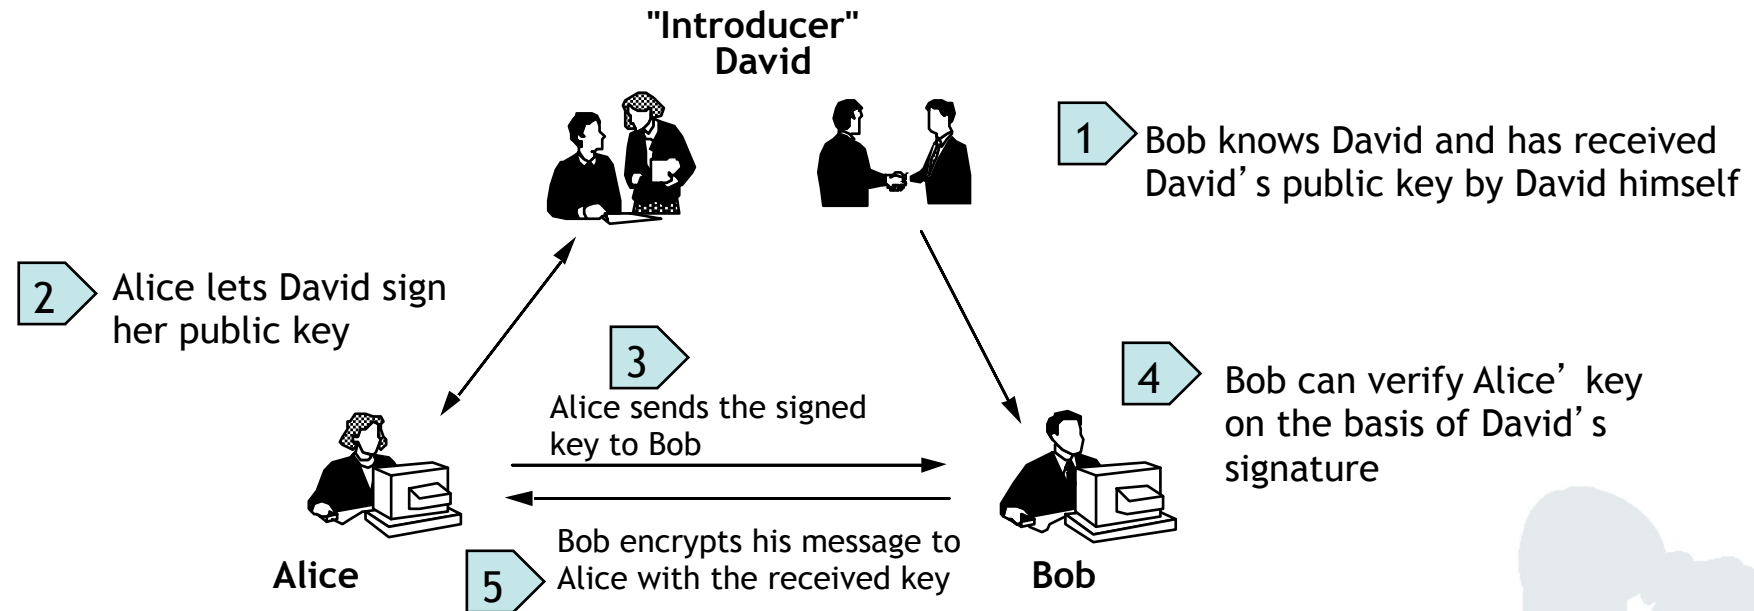 "Introducer"
David
1
Bob knows David and has received
David’s public key by David himself
2
Alice lets David sign
her public key
3
Alice sends the signed
key to Bob
4
Bob can verify Alice’ key
on the basis of David’s
signature
5
Bob encrypts his message to
Alice with the received key
Alice
Bob